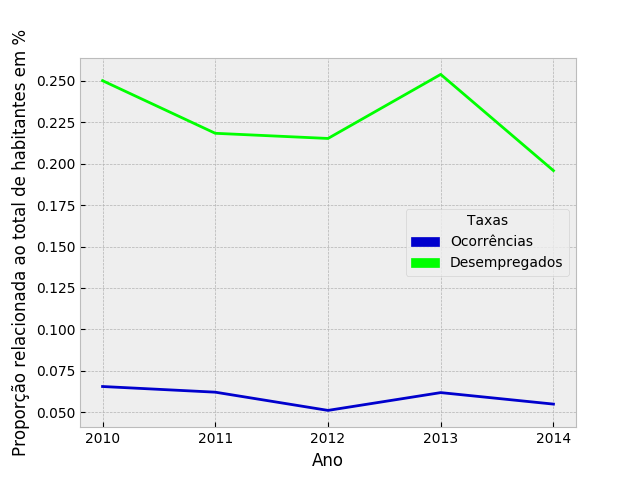 Proporção relacionada ao total de habitantes em %
0.250
0.225
0.200
0.175
0.150
0.125
0.100
0.075
0.050
Taxas
Ocorrências
Desempregados
2010 2011 2012 2013 2014
Ano